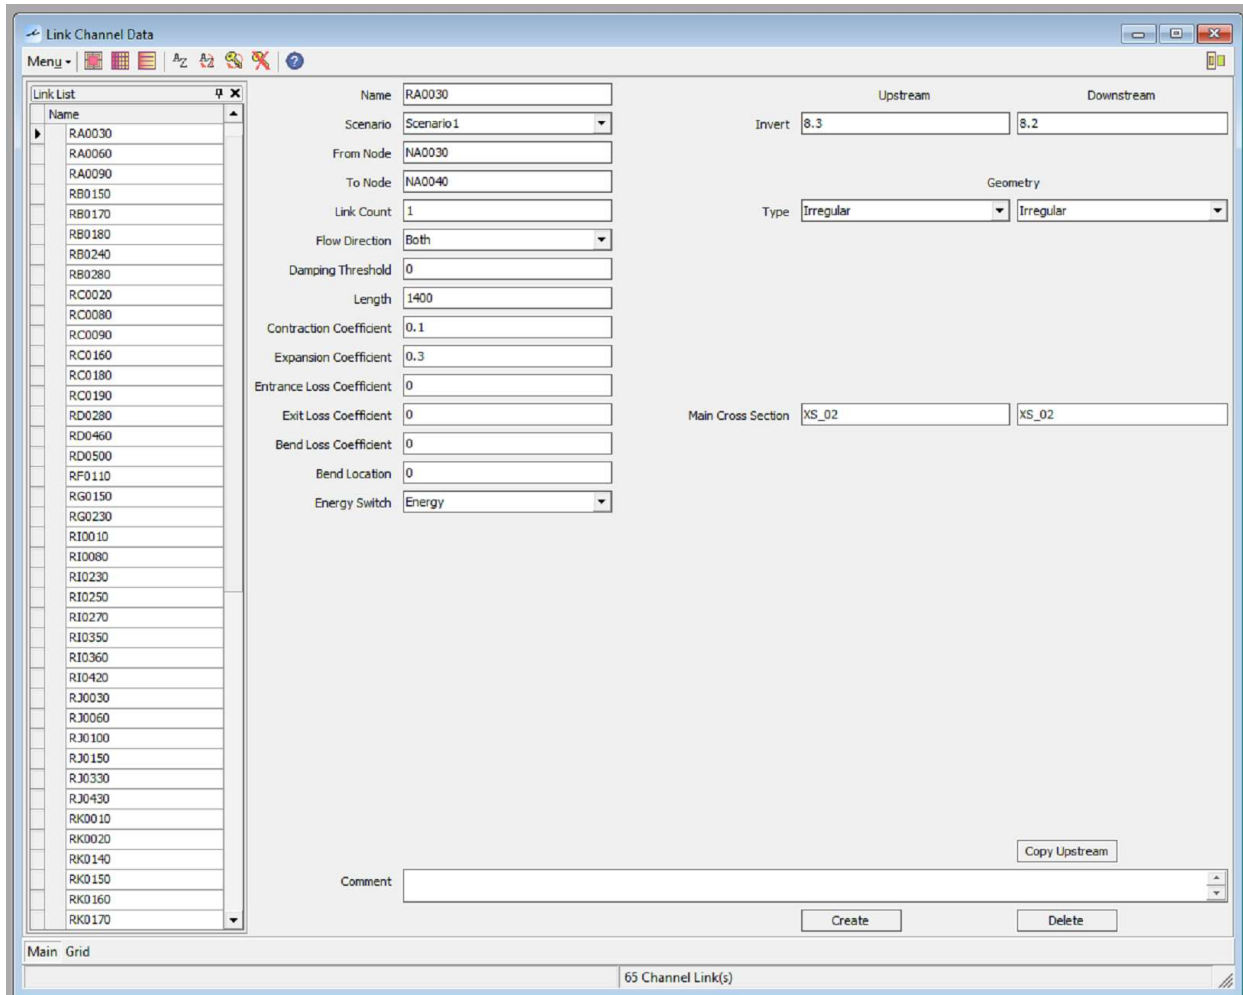 Link Channel Data
Menu
Link List
Name
RA0030
RA0060
RA0090
RB0150
RB0170
RB0180
RB0240
RB0280
RC0020
RC0080
RC0090
RC0160
RC0180
RC0190
RD0280
RD0460
RD0500
RF0110
RG0150
RG0230
RI0010
RI0080
RI0230
RI0250
RI0270
RI0350
RI0360
RI0420
RJ0030
RJ0060
RJ0100
RJ0150
RJ0330
RJ0430
RK0010
RK0020
RK0140
RK0150
RK0160
RK0170
Name RA0030
Scenario Scenario1
From Node NA0030
To Node NA0040
Link Count 1
Flow Direction Both
Damping Threshold 0
Length 1400
Contraction Coefficient 0.1
Expansion Coefficient 0.3
Entrance Loss Coefficient 0
Exit Loss Coefficient 0
Bend Loss Coefficient 0
Bend Location 0
Energy Switch Energy
Upstream Downstream
Invert 8.3 8.2
Geometry
Type Irregular Irregular
Main Cross Section XS_02 XS_02
Copy Upstream
Comment
Create Delete
Main Grid
65 Channel Link(s)